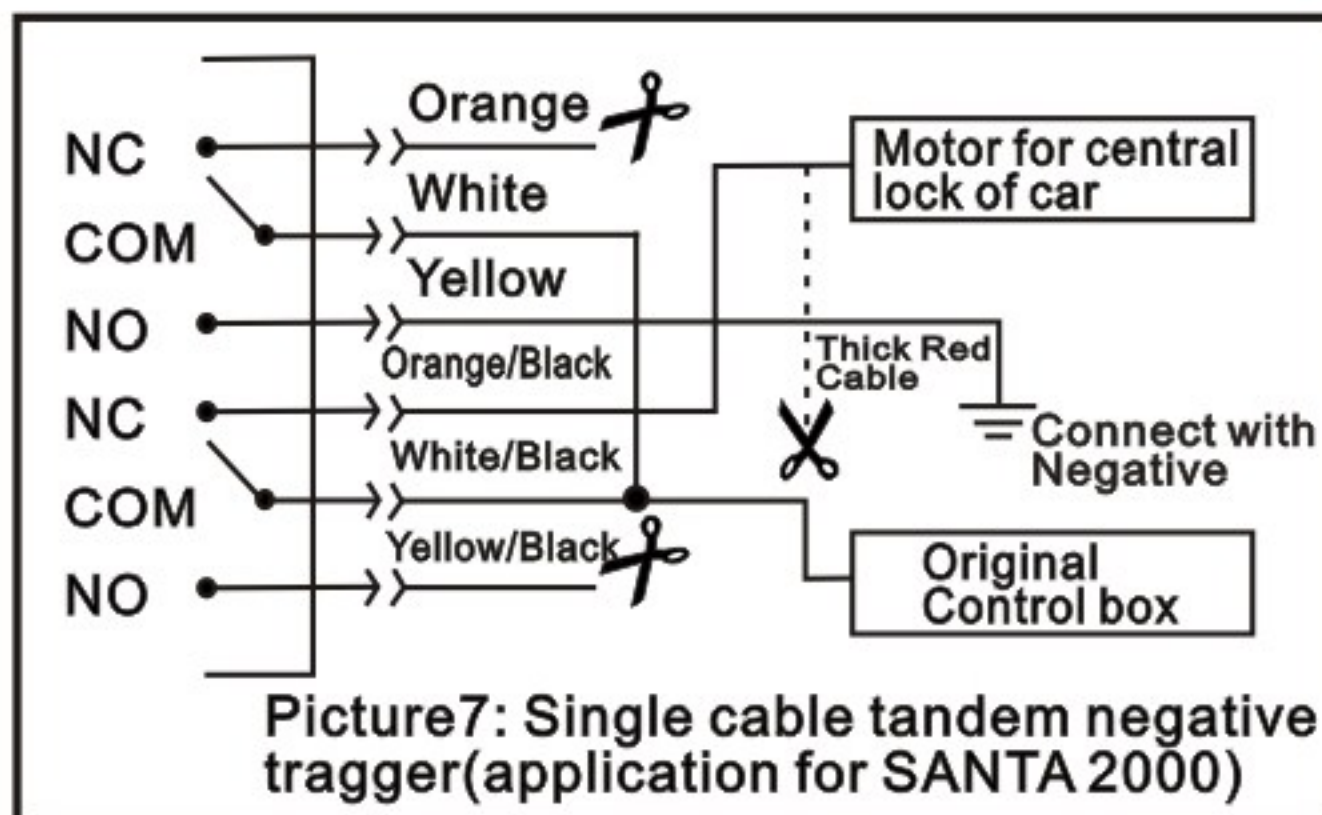 Orange
NC
White
COM
Yellow
NO
Orange/Black
NC
White/Black
COM
Yellow/Black
NO
Motor for central
lock of car
Thick Red
Cable
Connect with
Negative
Original
Control box
Picture7: Single cable tandem negative
tragger(application for SANTA 2000)